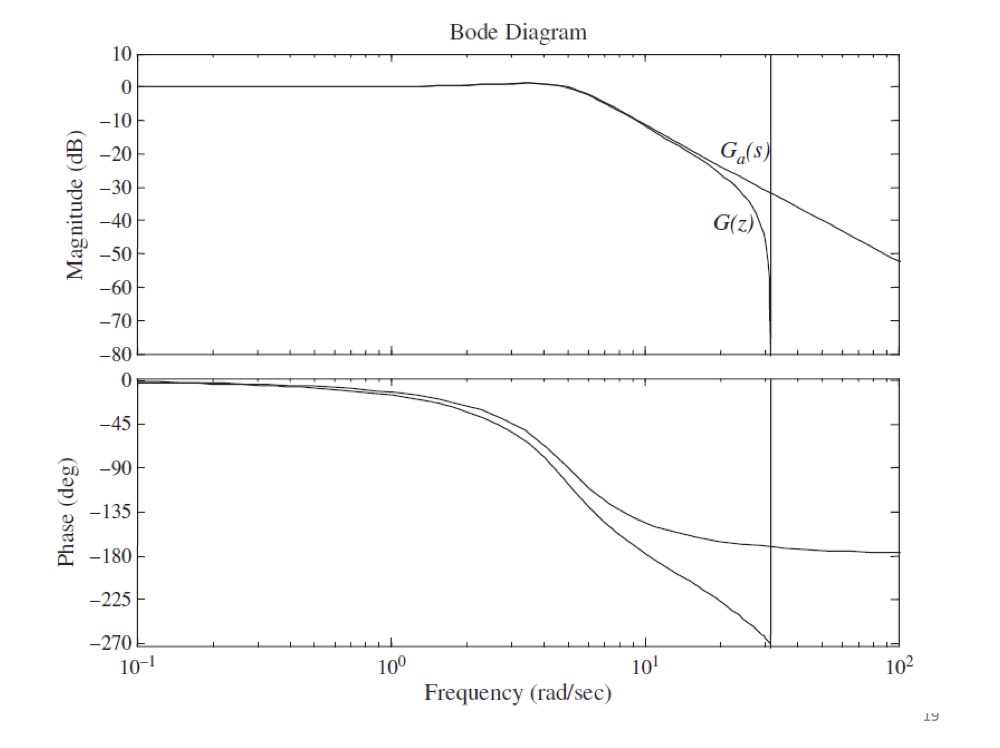 Bode Diagram
10
0
−10
−20
−30
−40
−50
−60
−70
−80
Magnitude (dB)
Gₐ(s)
G(z)
0
−45
−90
−135
−180
−225
−270
Phase (deg)
10⁻¹ 10⁰ 10¹ 10²
Frequency (rad/sec)
19